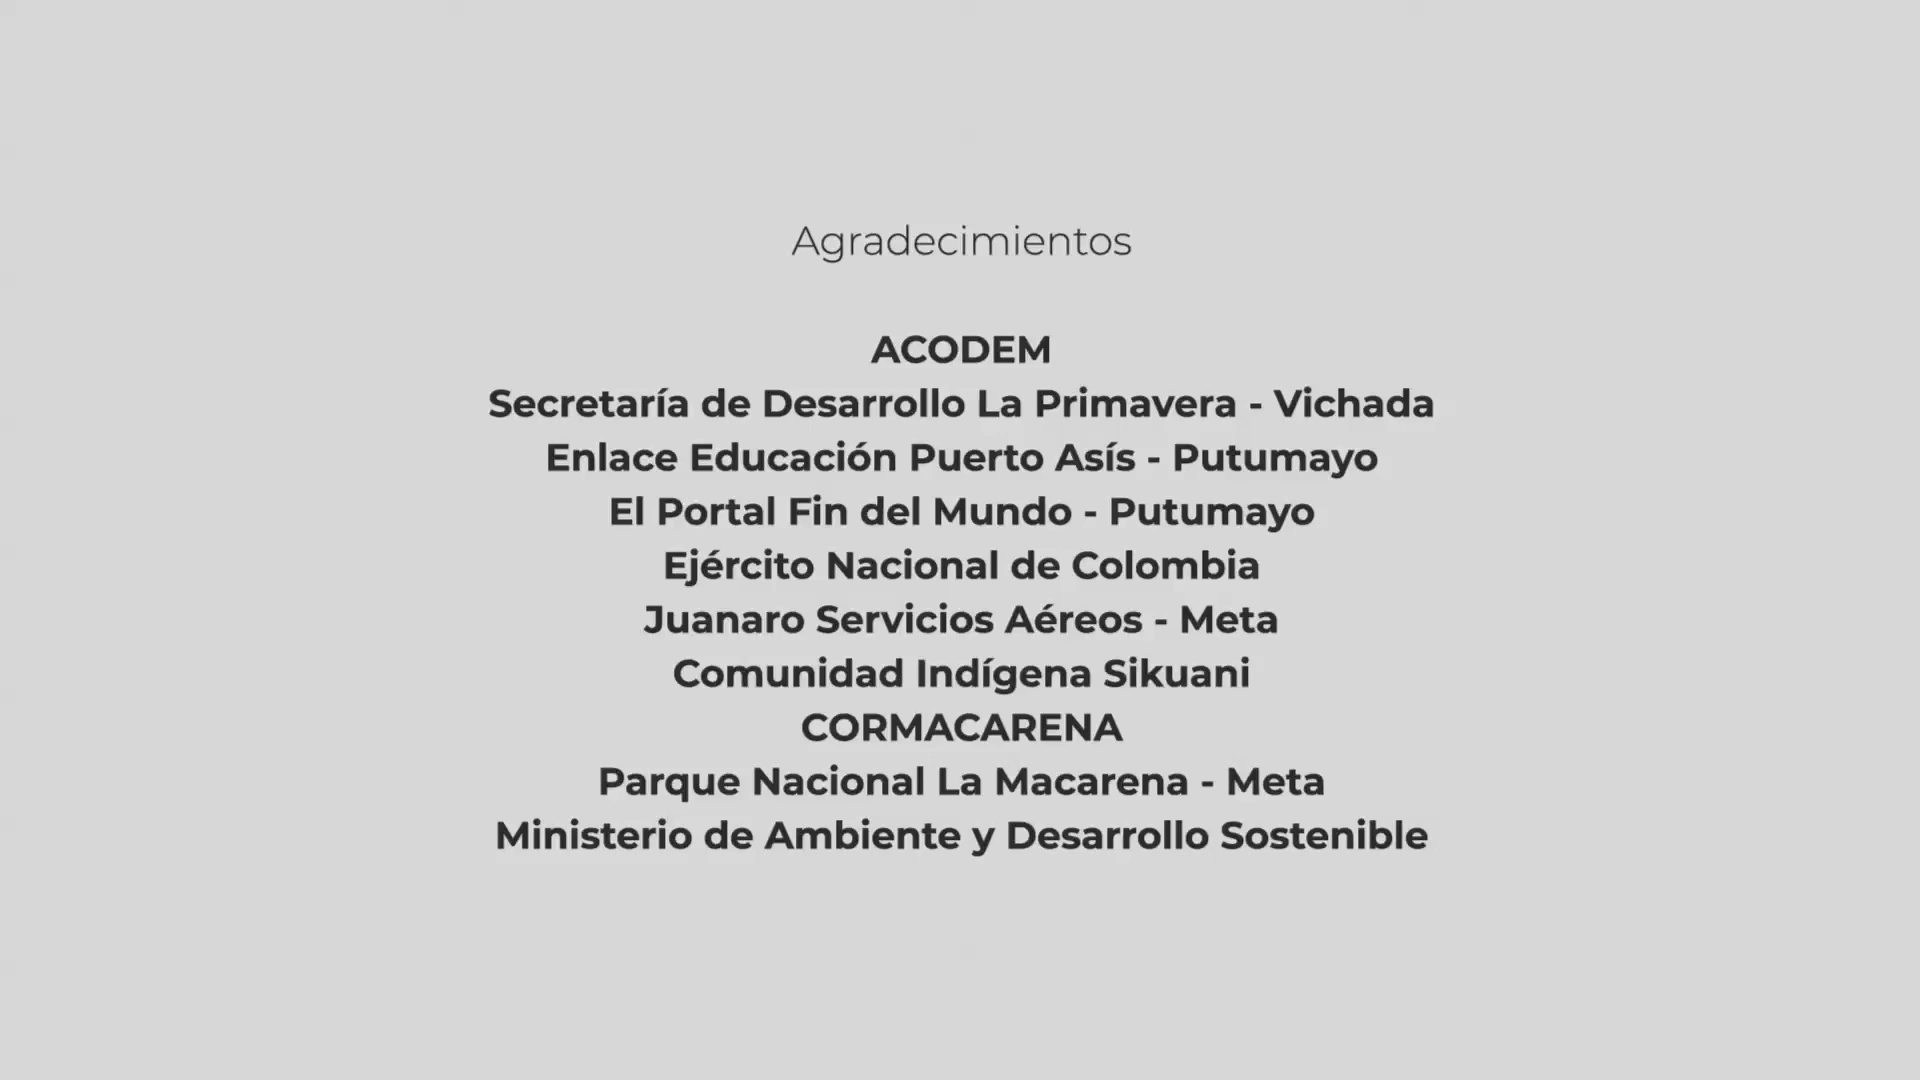 Agradecimientos
ACODEM
Secretaría de Desarrollo La Primavera - Vichada
Enlace Educación Puerto Asís - Putumayo
El Portal Fin del Mundo - Putumayo
Ejército Nacional de Colombia
Juanaro Servicios Aéreos - Meta
Comunidad Indígena Sikuani
CORMACARENA
Parque Nacional La Macarena - Meta
Ministerio de Ambiente y Desarrollo Sostenible